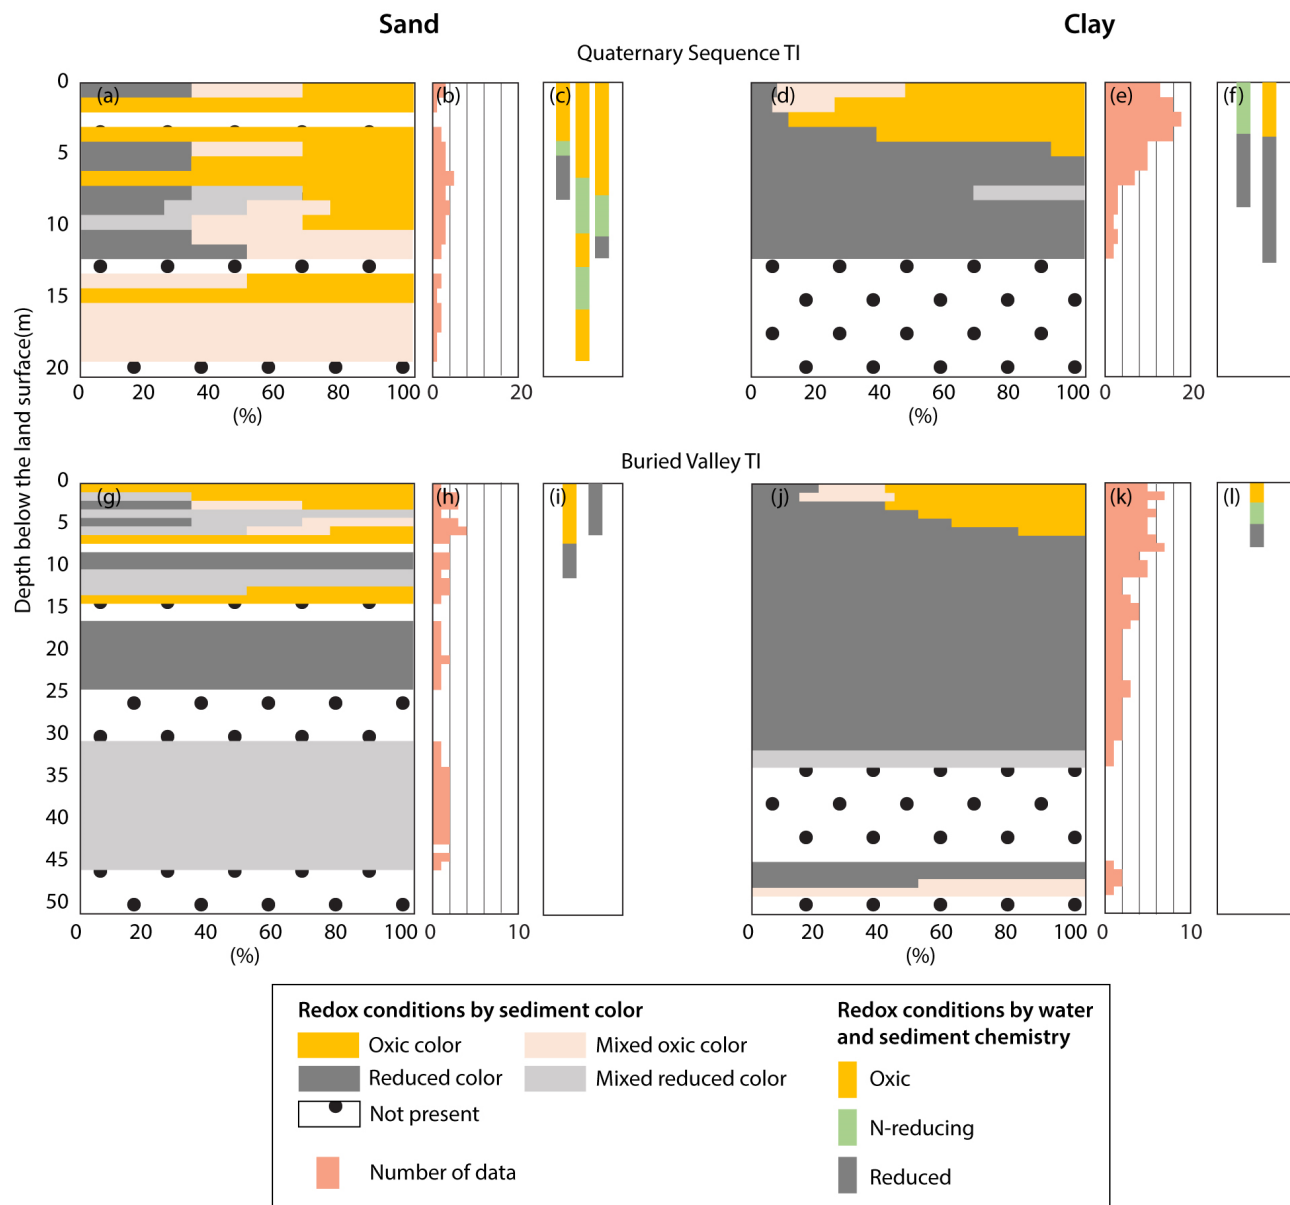 Sand
Clay
Quaternary Sequence TI
0
5
10
15
20
(a)
(b)
(c)
(d)
(e)
(f)
0 20 40 60 80 100
(%)
0 20
0 20 40 60 80 100
(%)
0 20
Depth below the land surface(m)
Buried Valley TI
0
5
10
15
20
25
30
35
40
45
50
(g)
(h)
(i)
(j)
(k)
(l)
0 20 40 60 80 100
(%)
0 10
0 20 40 60 80 100
(%)
0 10
Redox conditions by sediment color
Oxic color
Mixed oxic color
Reduced color
Mixed reduced color
Not present
Number of data
Redox conditions by water
and sediment chemistry
Oxic
N-reducing
Reduced